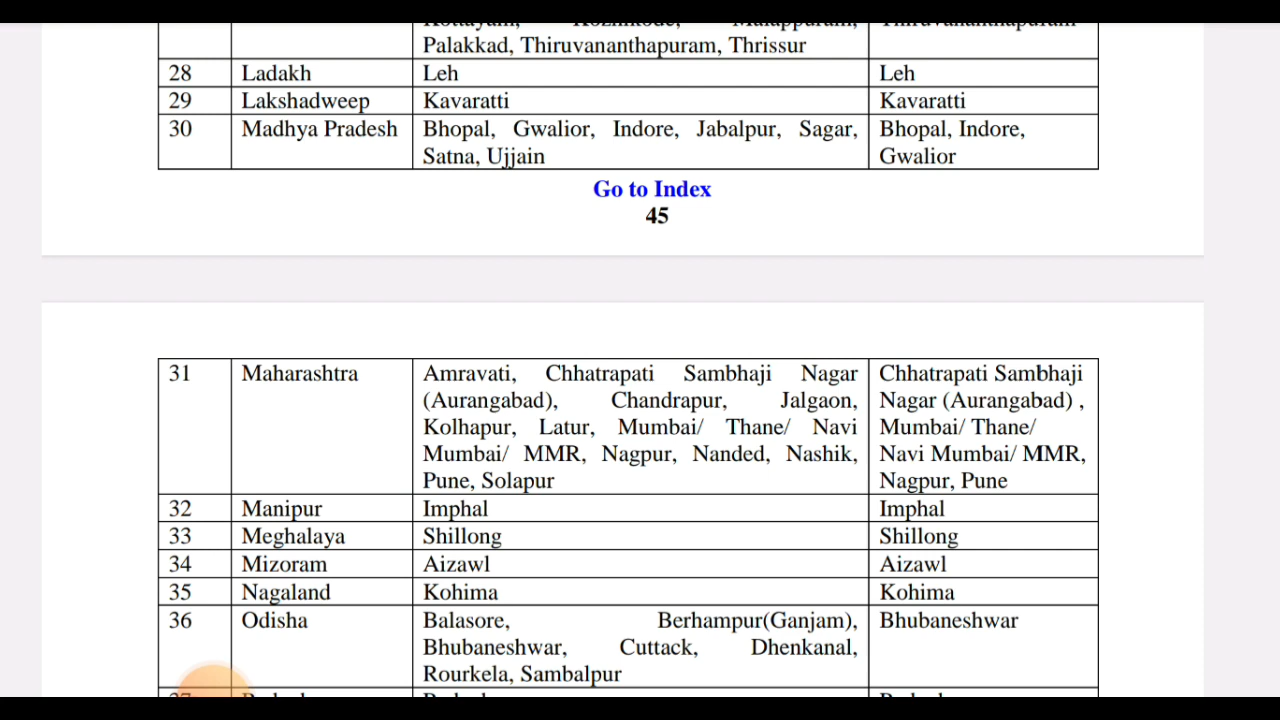 Kottayam, Kozhikode, Malappuram, Thiruvananthapuram
Palakkad, Thiruvananthapuram, Thrissur
28 Ladakh Leh Leh
29 Lakshadweep Kavaratti Kavaratti
30 Madhya Pradesh Bhopal, Gwalior, Indore, Jabalpur, Sagar, Bhopal, Indore,
Satna, Ujjain Gwalior
Go to Index
45
31 Maharashtra Amravati, Chhatrapati Sambhaji Nagar Chhatrapati Sambhaji
(Aurangabad), Chandrapur, Jalgaon, Nagar (Aurangabad) ,
Kolhapur, Latur, Mumbai/ Thane/ Navi Mumbai/ Thane/
Mumbai/ MMR, Nagpur, Nanded, Nashik, Navi Mumbai/ MMR,
Pune, Solapur Nagpur, Pune
32 Manipur Imphal Imphal
33 Meghalaya Shillong Shillong
34 Mizoram Aizawl Aizawl
35 Nagaland Kohima Kohima
36 Odisha Balasore, Berhampur(Ganjam), Bhubaneshwar
Bhubaneshwar, Cuttack, Dhenkanal,
Rourkela, Sambalpur